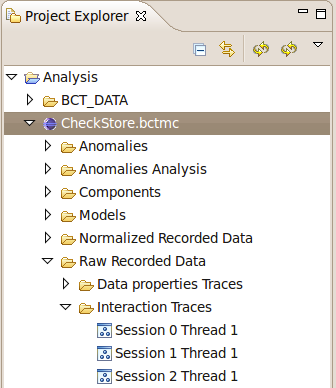 Project Explorer
Analysis
BCT_DATA
CheckStore.bctmc
Anomalies
Anomalies Analysis
Components
Models
Normalized Recorded Data
Raw Recorded Data
Data properties Traces
Interaction Traces
Session 0 Thread 1
Session 1 Thread 1
Session 2 Thread 1